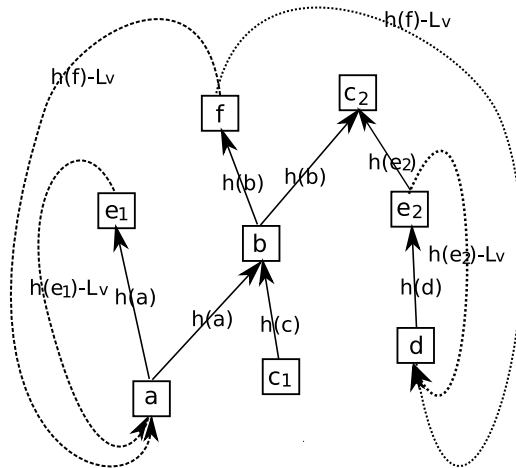 h(f)-Lv
h(f)-Lv
c2
f
h(e2)
h(b)
h(b)
e1
e2
b
h(e2)-Lv
h(e1)-Lv
h(a)
h(d)
h(a)
h(c)
d
c1
a